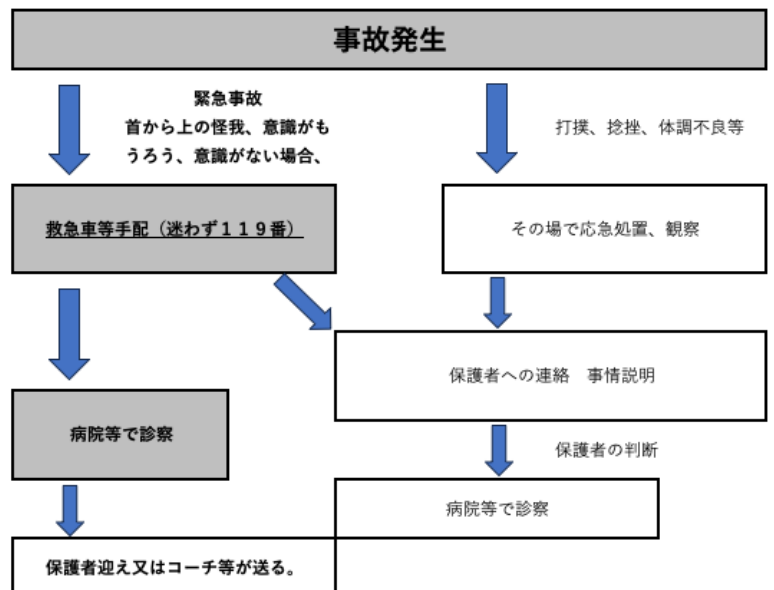 事故発生
緊急事故
首から上の怪我、意識がも
うろう、意識がない場合、
打撲、捻挫、体調不良等
救急車等手配（迷わず１１９番）
その場で応急処置、観察
保護者への連絡　事情説明
病院等で診察
保護者の判断
病院等で診察
保護者迎え又はコーチ等が送る。